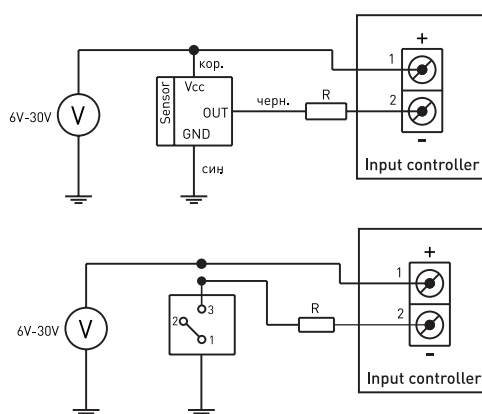 +
кор.
1
Vcc
Sensor
6V-30V
V
OUT
черн.
R
2
GND
-
Input controller
син.
+
1
3
6V-30V
V
2
R
2
1
-
Input controller